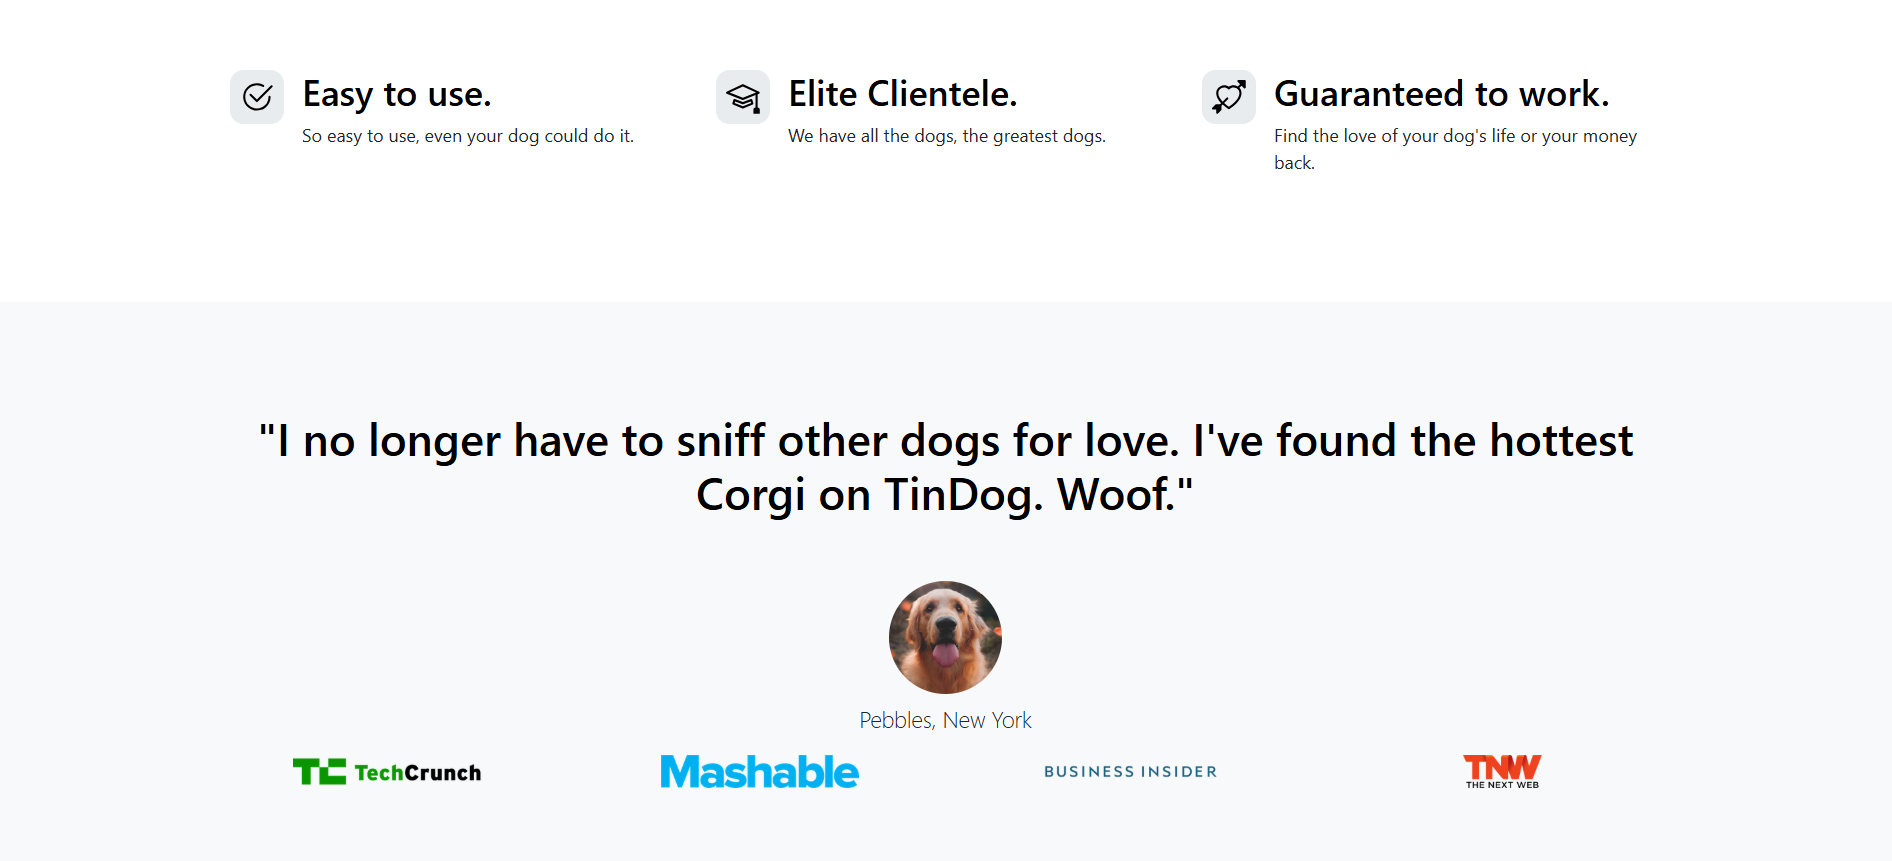 Easy to use.
So easy to use, even your dog could do it.
Elite Clientele.
We have all the dogs, the greatest dogs.
Guaranteed to work.
Find the love of your dog's life or your money
back.
"I no longer have to sniff other dogs for love. I've found the hottest
Corgi on TinDog. Woof."
Pebbles, New York
TC TechCrunch
Mashable
BUSINESS INSIDER
TNW
THE NEXT WEB